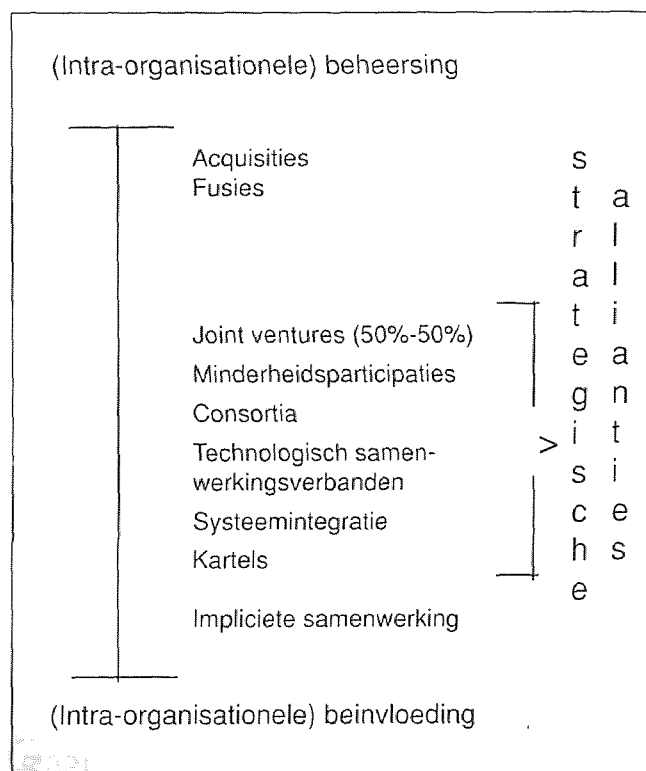 (Intra-organisationele) beheersing
Acquisities
Fusies
Joint ventures (50%-50%)
Minderheidsparticipaties
Consortia
Technologisch samen-
werkingsverbanden
Systeemintegratie
Kartels
Impliciete samenwerking
>
strategische
allianties
(Intra-organisationele) beinvloeding